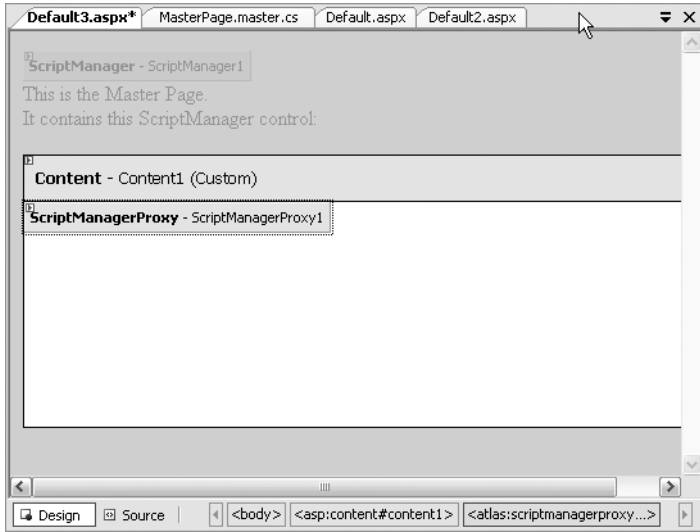 Default3.aspx* MasterPage.master.cs Default.aspx Default2.aspx
ScriptManager - ScriptManager1
This is the Master Page.
It contains this ScriptManager control:
Content - Content1 (Custom)
ScriptManagerProxy - ScriptManagerProxy1
Design Source <body> <asp:content#content1> <atlas:scriptmanagerproxy...>